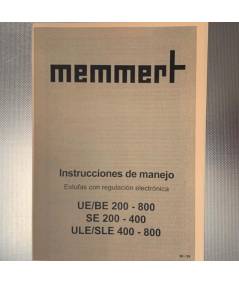 memmert
Instrucciones de manejo
Estufas con regulación electrónica
UE/BE 200 - 800
SE 200 - 400
ULE/SLE 400 - 800